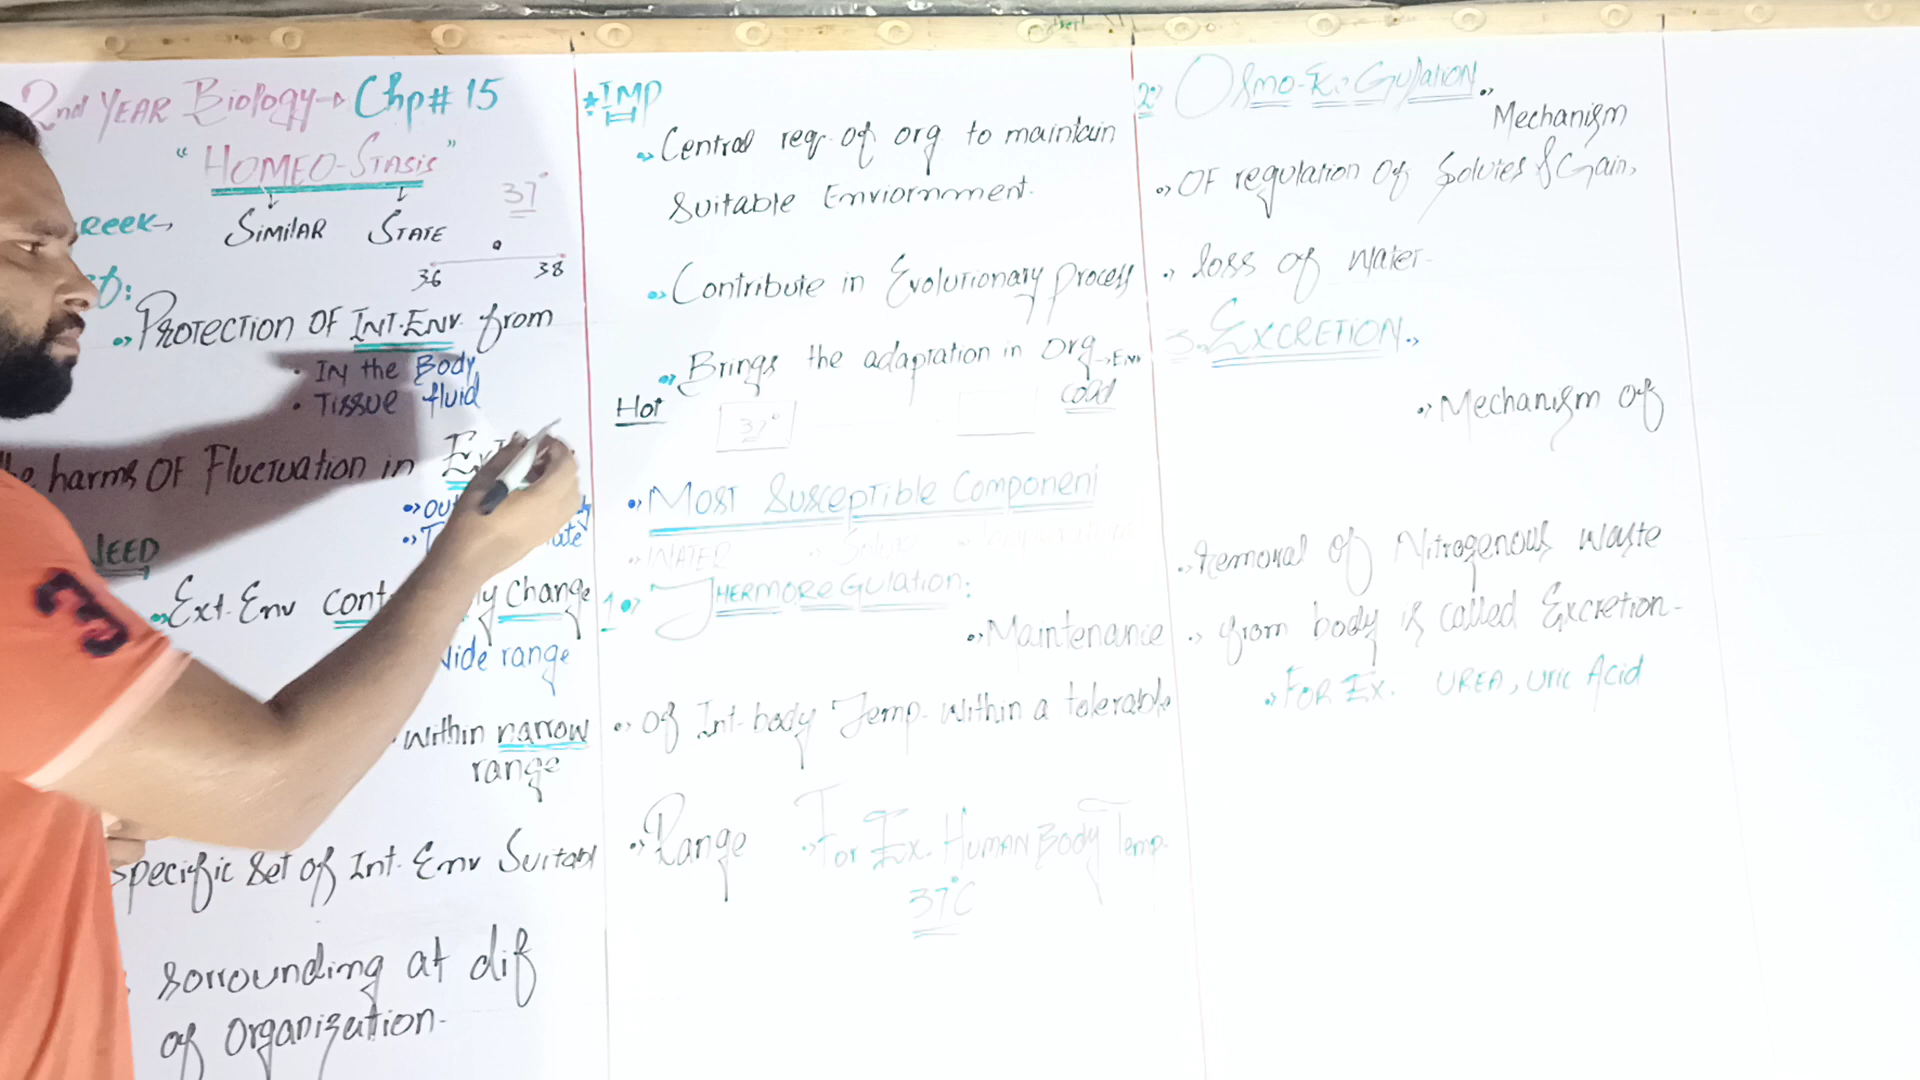 2nd YEAR Biology→ Chp# 15
"HOMEO-Stasis"
Similar State
37°
36 38
PROTECTION OF INT.ENV. from
• IN the Body
• Tissue fluid
harms OF Fluctuation in
NEED
Ext. Env change
wide range
within narrow
range
specific set of Int. Env Suitabl
sorrounding at dif
of Organization.
*IMP
Central req. of org to maintain
Suitable Enviornment.
Contribute in Evolutionary process
Brings the adaptation in Org → Env
Hot 37° Cold
Most Susceptible Component
WATER Solute
1. THERMOREGulation:
Maintenance
of Int. body Temp. within a tolerable
Range For Ex. Human Body Temp.
37°C
2. Osmo-ReGulation.
Mechanism
OF regulation of Solutes & Gain,
loss of water.
3. EXCRETION.
Mechanism of
removal of Nitrogenous waste
from body is called Excretion.
FOR Ex. UREA, Uric Acid